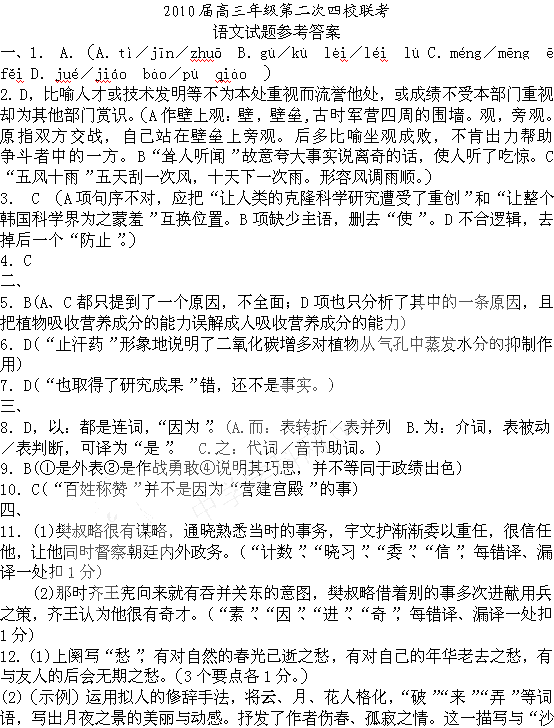 2010届高三年级第二次四校联考
语文试题参考答案
一、1. A. (A. tì/jīn/zhuō B. gǔ/kǔ lèi/léi lǜ C. méng/mēng ē
fēi D. jué/jiáo bào/pù qiào )
2. D, 比喻人才或技术发明等不为本处重视而流誉他处, 或成绩不受本部门重视
却为其他部门赏识。(A 作壁上观: 壁, 壁垒, 古时军营四周的围墙。观, 旁观。
原指双方交战, 自己站在壁垒上旁观。后多比喻坐观成败, 不肯出力帮助
争斗者中的一方。B“耸人听闻”故意夸大事实说离奇的话, 使人听了吃惊。C
“五风十雨”五天刮一次风, 十天下一次雨。形容风调雨顺。)
3. C (A 项句序不对, 应把“让人类的克隆科学研究遭受了重创”和“让整个
韩国科学界为之蒙羞”互换位置。B 项缺少主语, 删去“使”。D 不合逻辑, 去
掉后一个“防止”。)
4. C
二、
5. B(A、C 都只提到了一个原因, 不全面; D 项也只分析了其中的一条原因, 且
把植物吸收营养成分的能力误解成人吸收营养成分的能力)
6. D(“止汗药”形象地说明了二氧化碳增多对植物从气孔中蒸发水分的抑制作
用)
7. D(“也取得了研究成果”错, 还不是事实。)
三、
8. D, 以: 都是连词, “因为”。(A.而: 表转折/表并列 B.为: 介词, 表被动
/表判断, 可译为“是”。 C.之: 代词/音节助词。)
9. B(①是外表②是作战勇敢④说明其巧思, 并不等同于政绩出色)
10. C(“百姓称赞”并不是因为“营建宫殿”的事)
四、
11. (1)樊叔略很有谋略, 通晓熟悉当时的事务, 宇文护渐渐委以重任, 很信任
他, 让他同时督察朝廷内外政务。(“计数”、“晓习”、“委”、“信”, 每错译、漏
译一处扣 1 分)
(2)那时齐王宪向来就有吞并关东的意图, 樊叔略借着别的事多次进献用兵
之策, 齐王认为他很有奇才。(“素”、“因”、“进”、“奇”, 每错译、漏译一处扣
1 分)
12. (1)上阕写“愁”, 有对自然的春光已逝之愁, 有对自己的年华老去之愁, 有
与友人的后会无期之愁。(3 个要点各 1 分。)
(2) (示例) 运用拟人的修辞手法, 将云、月、花人格化, “破”“来”“弄”等词
语, 写出月夜之景的美丽与动感。抒发了作者伤春、孤寂之情。这一描写与“沙